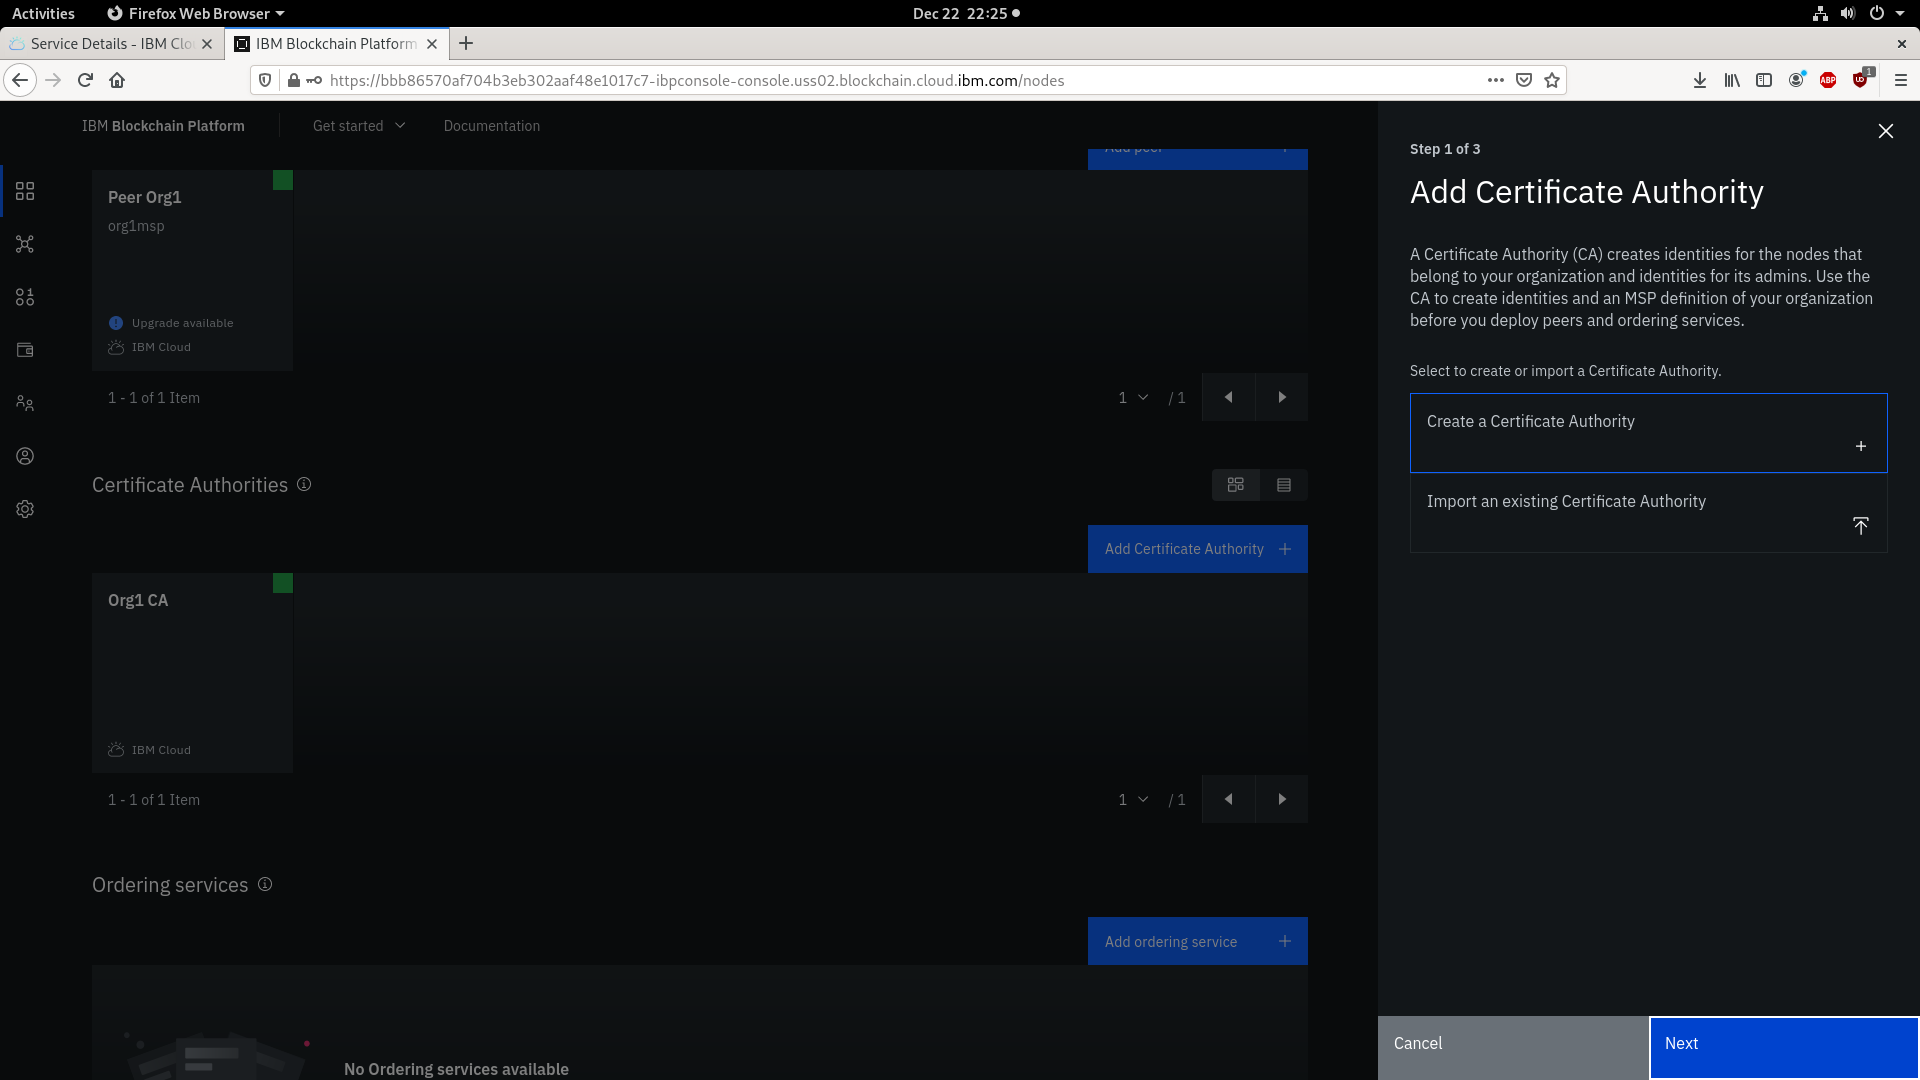 Activities
Firefox Web Browser
Dec 22 22:25
Service Details - IBM Clo
IBM Blockchain Platform
https://bbb86570af704b3eb302aaf48e1017c7-ibpconsole-console.uss02.blockchain.cloud.ibm.com/nodes
ABP
1
IBM Blockchain Platform
Get started
Documentation
Add peer
Peer Org1
org1msp
Upgrade available
IBM Cloud
1 - 1 of 1 Item
1
/ 1
Certificate Authorities
Add Certificate Authority
Org1 CA
IBM Cloud
1 - 1 of 1 Item
1
/ 1
Ordering services
Add ordering service
No Ordering services available
Step 1 of 3
Add Certificate Authority
A Certificate Authority (CA) creates identities for the nodes that
belong to your organization and identities for its admins. Use the
CA to create identities and an MSP definition of your organization
before you deploy peers and ordering services.
Select to create or import a Certificate Authority.
Create a Certificate Authority
Import an existing Certificate Authority
Cancel
Next